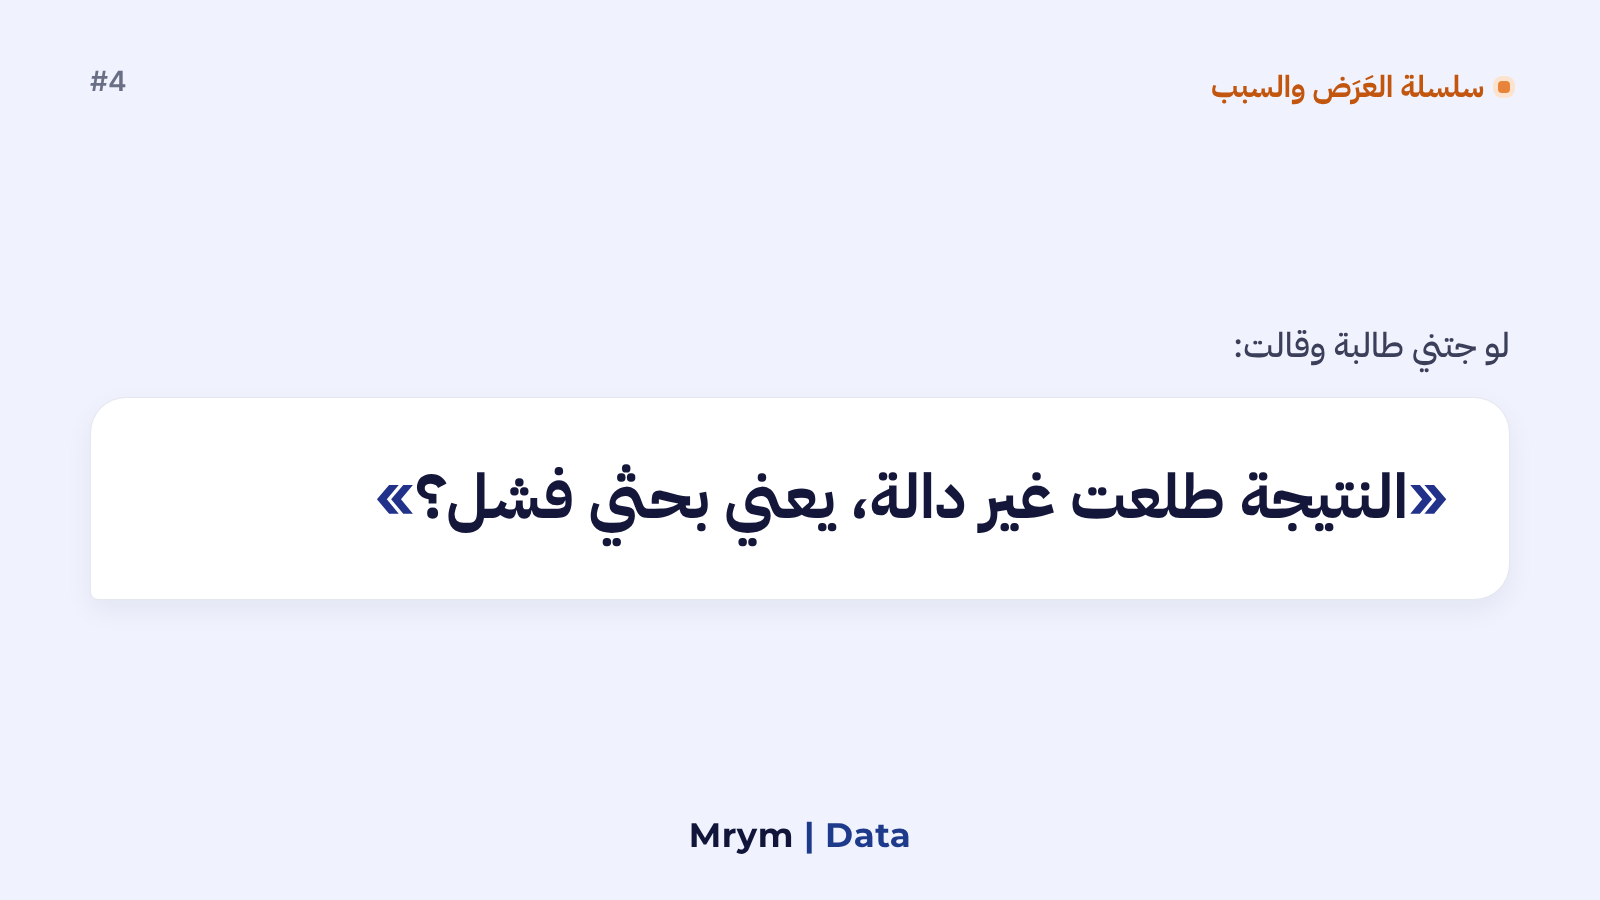 سلسلة العَرَض والسبب
#4
لو جتني طالبة وقالت:
«النتيجة طلعت غير دالة، يعني بحثي فشل؟»
Mrym | Data